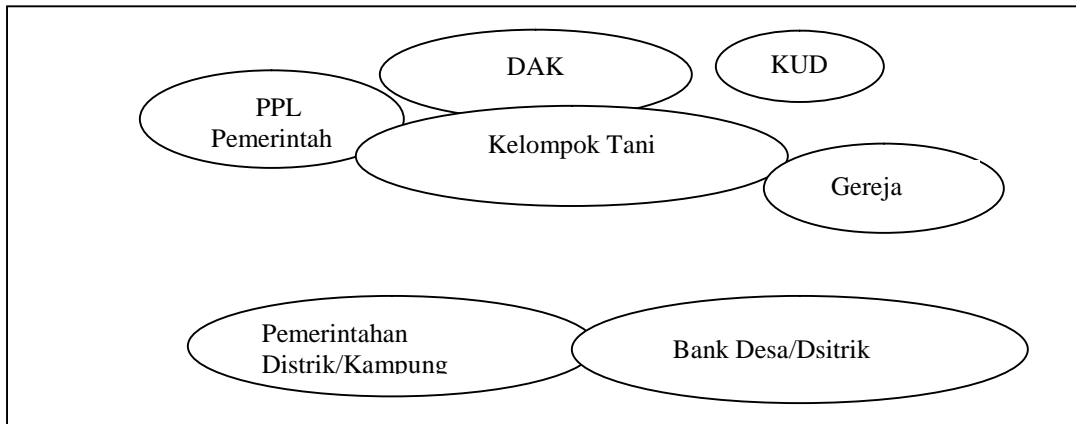 DAK
KUD
PPL
Pemerintah
Kelompok Tani
Gereja
Pemerintahan
Distrik/Kampung
Bank Desa/Dsitrik